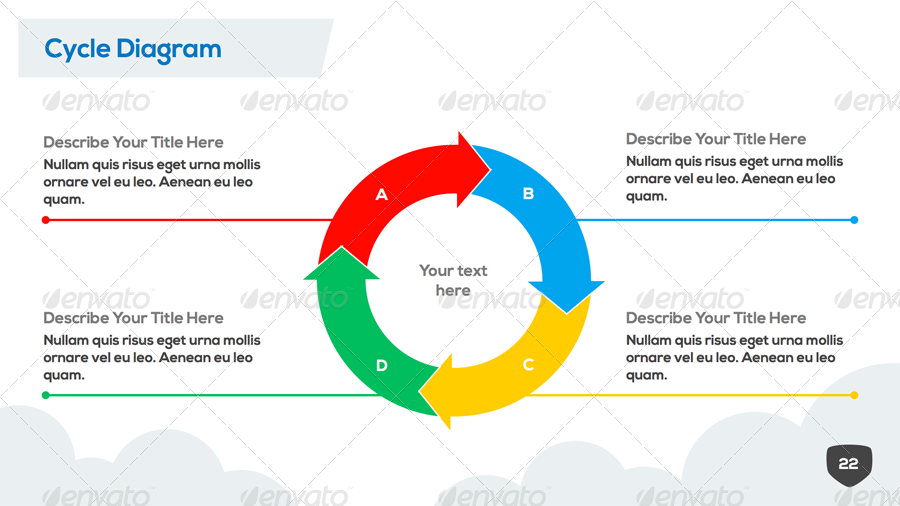 Cycle Diagram
Describe Your Title Here
Nullam quis risus eget urna mollis
ornare vel eu leo. Aenean eu leo
quam.
Describe Your Title Here
Nullam quis risus eget urna mollis
ornare vel eu leo. Aenean eu leo
quam.
A
B
Your text
here
Describe Your Title Here
Nullam quis risus eget urna mollis
ornare vel eu leo. Aenean eu leo
quam.
Describe Your Title Here
Nullam quis risus eget urna mollis
ornare vel eu leo. Aenean eu leo
quam.
D
C
22
envato envato envato envato envato
envato envato envato envato envato
envato envato envato envato envato